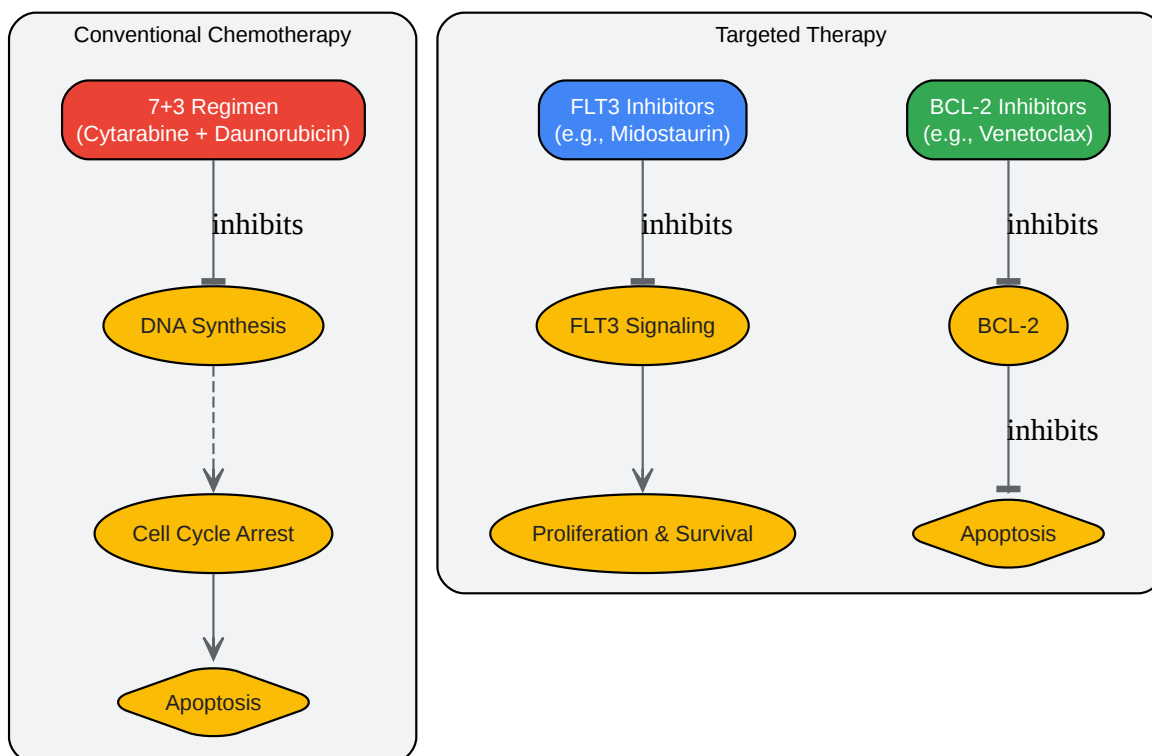 Conventional Chemotherapy
7+3 Regimen
(Cytarabine + Daunorubicin)
inhibits
DNA Synthesis
Cell Cycle Arrest
Apoptosis
Targeted Therapy
FLT3 Inhibitors
(e.g., Midostaurin)
inhibits
FLT3 Signaling
Proliferation & Survival
BCL-2 Inhibitors
(e.g., Venetoclax)
inhibits
BCL-2
inhibits
Apoptosis